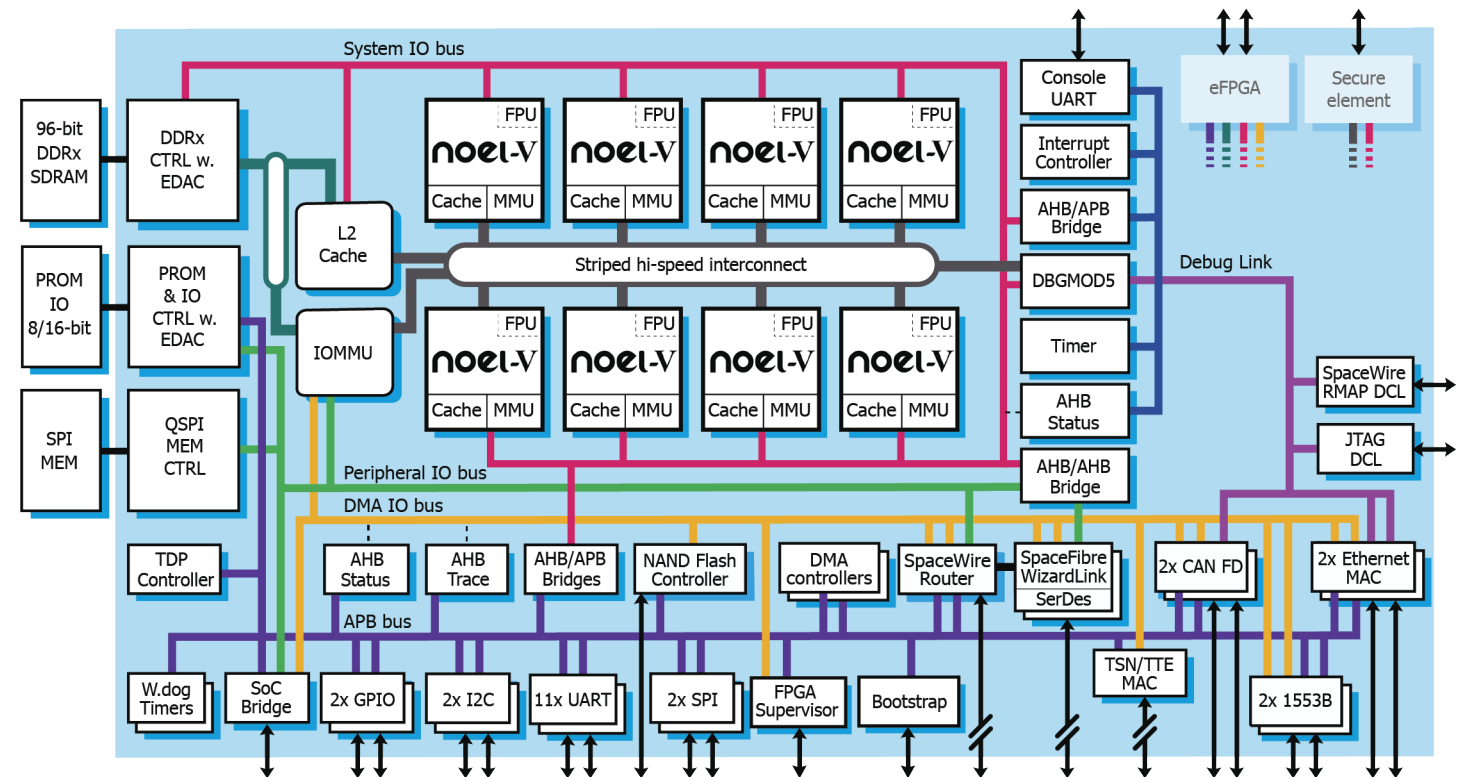 System IO bus
96-bit
DDRx
SDRAM
DDRx
CTRL w.
EDAC
L2
Cache
FPU
noel-V
Cache
MMU
FPU
noel-V
Cache
MMU
FPU
noel-V
Cache
MMU
FPU
noel-V
Cache
MMU
Console
UART
eFPGA
Secure
element
Interrupt
Controller
AHB/APB
Bridge
PROM
IO
8/16-bit
PROM
& IO
CTRL w.
EDAC
IOMMU
Striped hi-speed interconnect
DBGMOD5
Debug Link
FPU
noel-V
Cache
MMU
FPU
noel-V
Cache
MMU
FPU
noel-V
Cache
MMU
FPU
noel-V
Cache
MMU
Timer
AHB
Status
SpaceWire
RMAP DCL
JTAG
DCL
SPI
MEM
QSPI
MEM
CTRL
Peripheral IO bus
AHB/AHB
Bridge
DMA IO bus
TDP
Controller
AHB
Status
AHB
Trace
AHB/APB
Bridges
NAND Flash
Controller
DMA
controllers
SpaceWire
Router
SpaceFibre
WizardLink
SerDes
2x CAN FD
2x Ethernet
MAC
APB bus
W.dog
Timers
SoC
Bridge
2x GPIO
2x I2C
11x UART
2x SPI
FPGA
Supervisor
Bootstrap
TSN/TTE
MAC
2x 1553B